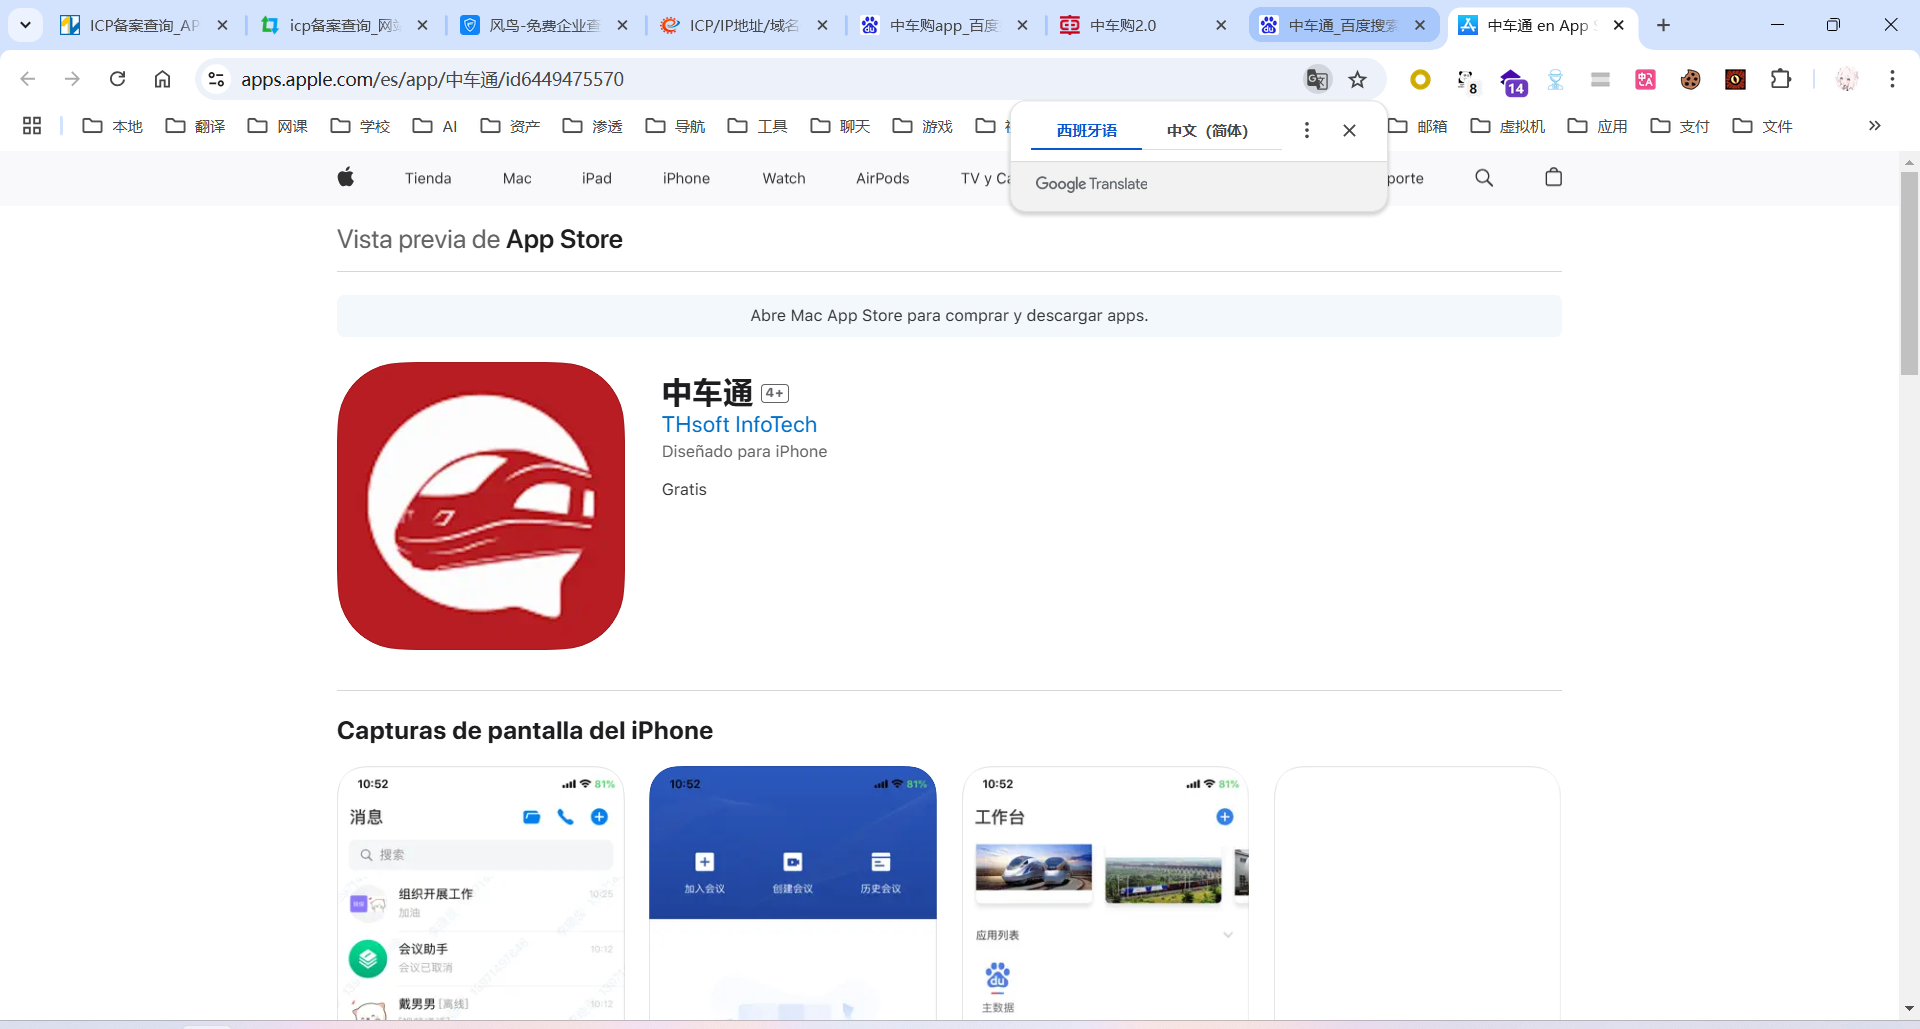 ICP备案查询_AP
icp备案查询_网站
风鸟-免费企业查
ICP/IP地址/域名
中车购app_百度
中车购2.0
中车通_百度搜索
中车通 en App S
apps.apple.com/es/app/中车通/id6449475570
8
14
本地
翻译
网课
学校
AI
资产
渗透
导航
工具
聊天
游戏
邮箱
虚拟机
应用
支付
文件
西班牙语
中文（简体）
Google Translate
Tienda
Mac
iPad
iPhone
Watch
AirPods
TV y Ca
porte
Vista previa de App Store
Abre Mac App Store para comprar y descargar apps.
中车通 4+
THsoft InfoTech
Diseñado para iPhone
Gratis
Capturas de pantalla del iPhone
10:52
81%
消息
搜索
组织开展工作
10:25
加油
会议助手
10:12
会议已取消
戴男男 [离线]
10:12
10:52
81%
加入会议
创建会议
历史会议
10:52
81%
工作台
应用列表
du
主数据